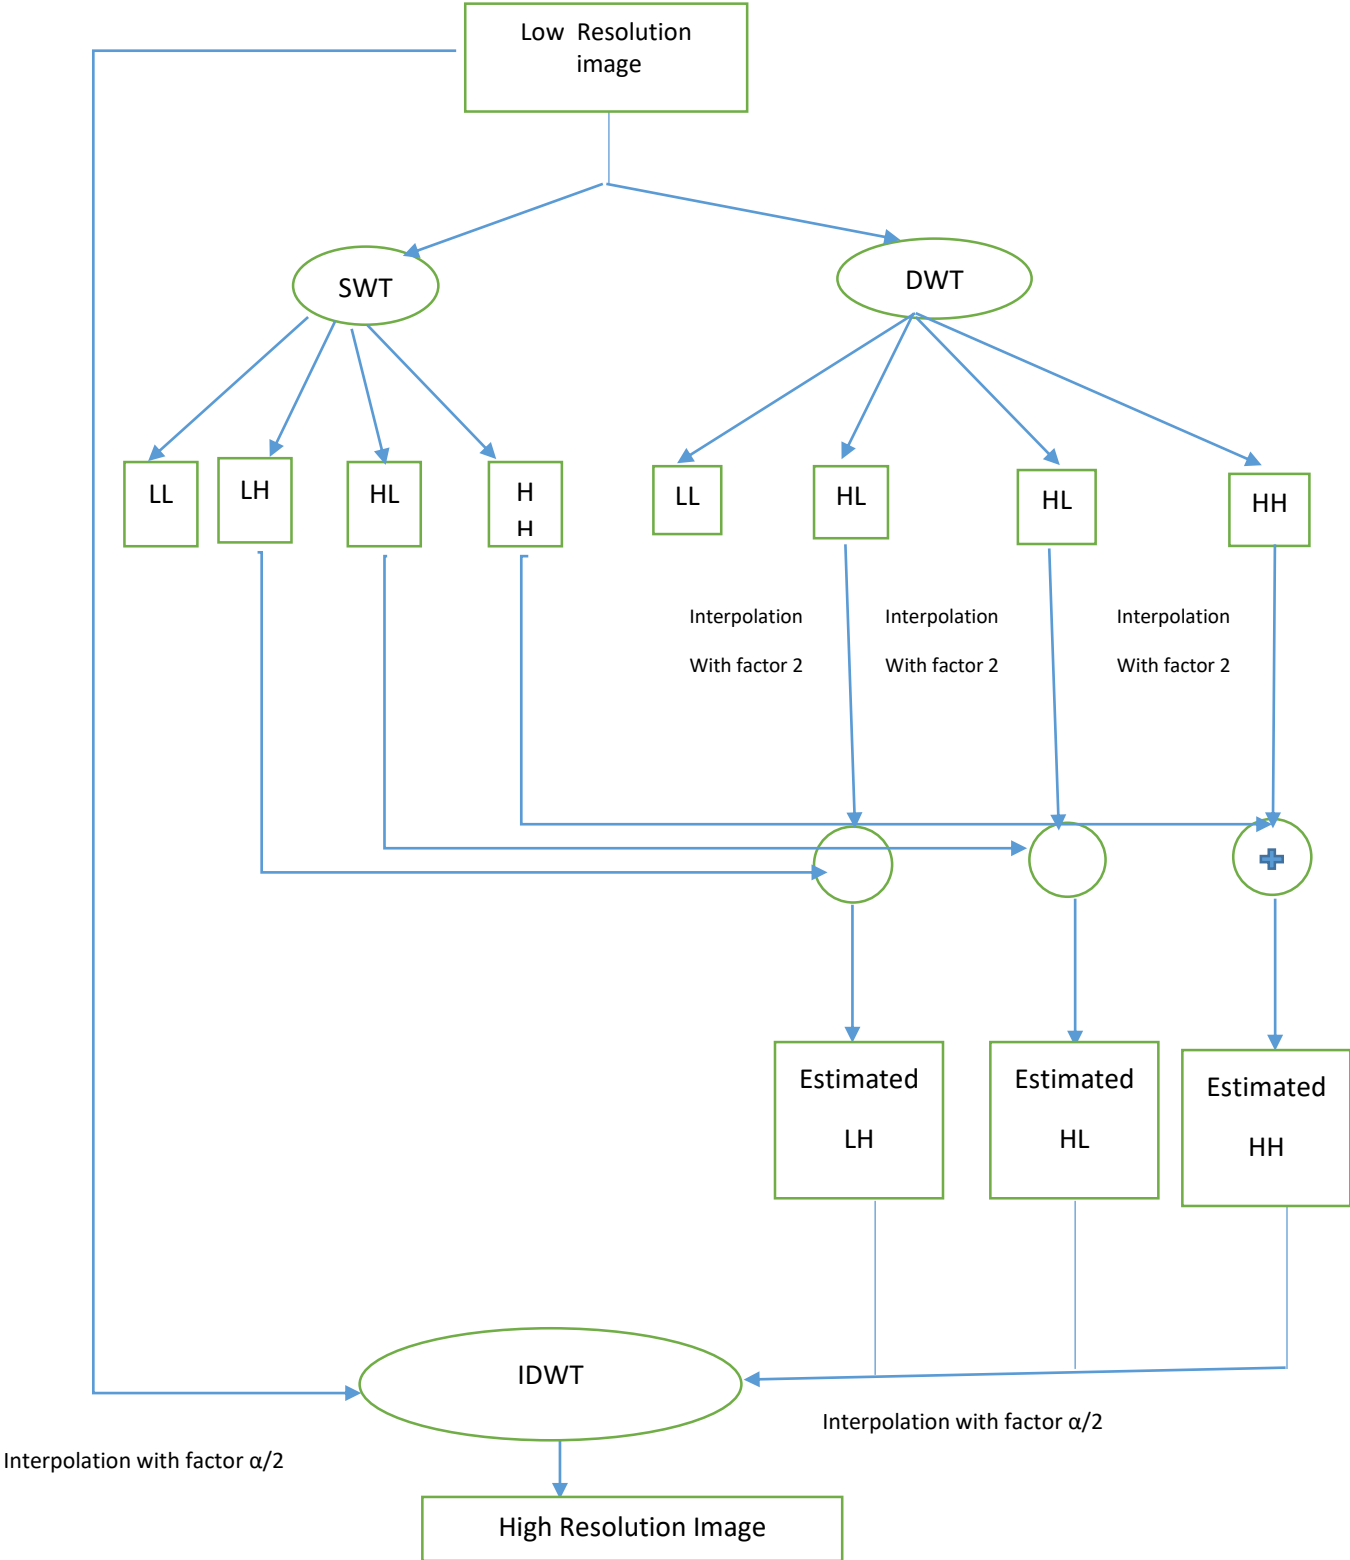 Low  Resolution
image
SWT
DWT
LL
LH
HL
H
H
LL
HL
HL
HH
Interpolation
With factor 2
Interpolation
With factor 2
Interpolation
With factor 2
Estimated
LH
Estimated
HL
Estimated
HH
IDWT
Interpolation with factor α/2
Interpolation with factor α/2
High Resolution Image